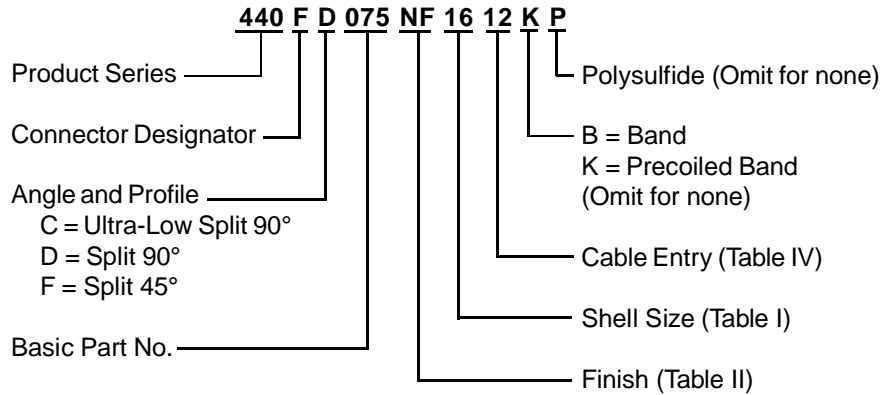 440 F D 075 NF 16 12 K P
Product Series
Connector Designator
Angle and Profile
C = Ultra-Low Split 90°
D = Split 90°
F = Split 45°
Basic Part No.
Polysulfide (Omit for none)
B = Band
K = Precoiled Band
(Omit for none)
Cable Entry (Table IV)
Shell Size (Table I)
Finish (Table II)